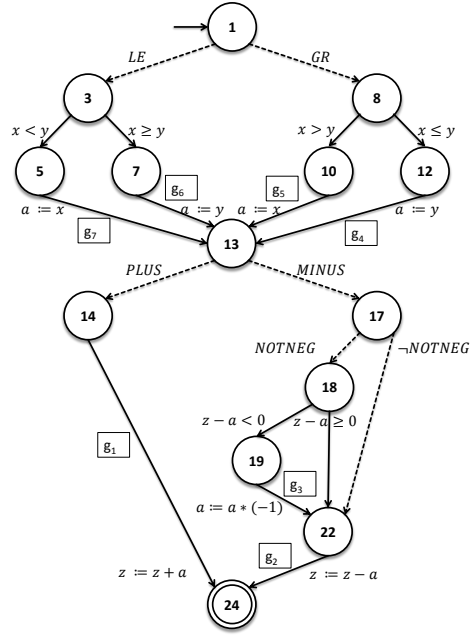 1
LE GR
3 8
x < y x ≥ y x > y x ≤ y
5 7 10 12
g6 g5
a := x a := y a := x a := y
g7 g4
13
PLUS MINUS
14 17
NOTNEG ¬NOTNEG
18
z − a < 0 z − a ≥ 0
g1
19
g3
a := a ∗ (−1)
22
g2
z := z + a z := z − a
24